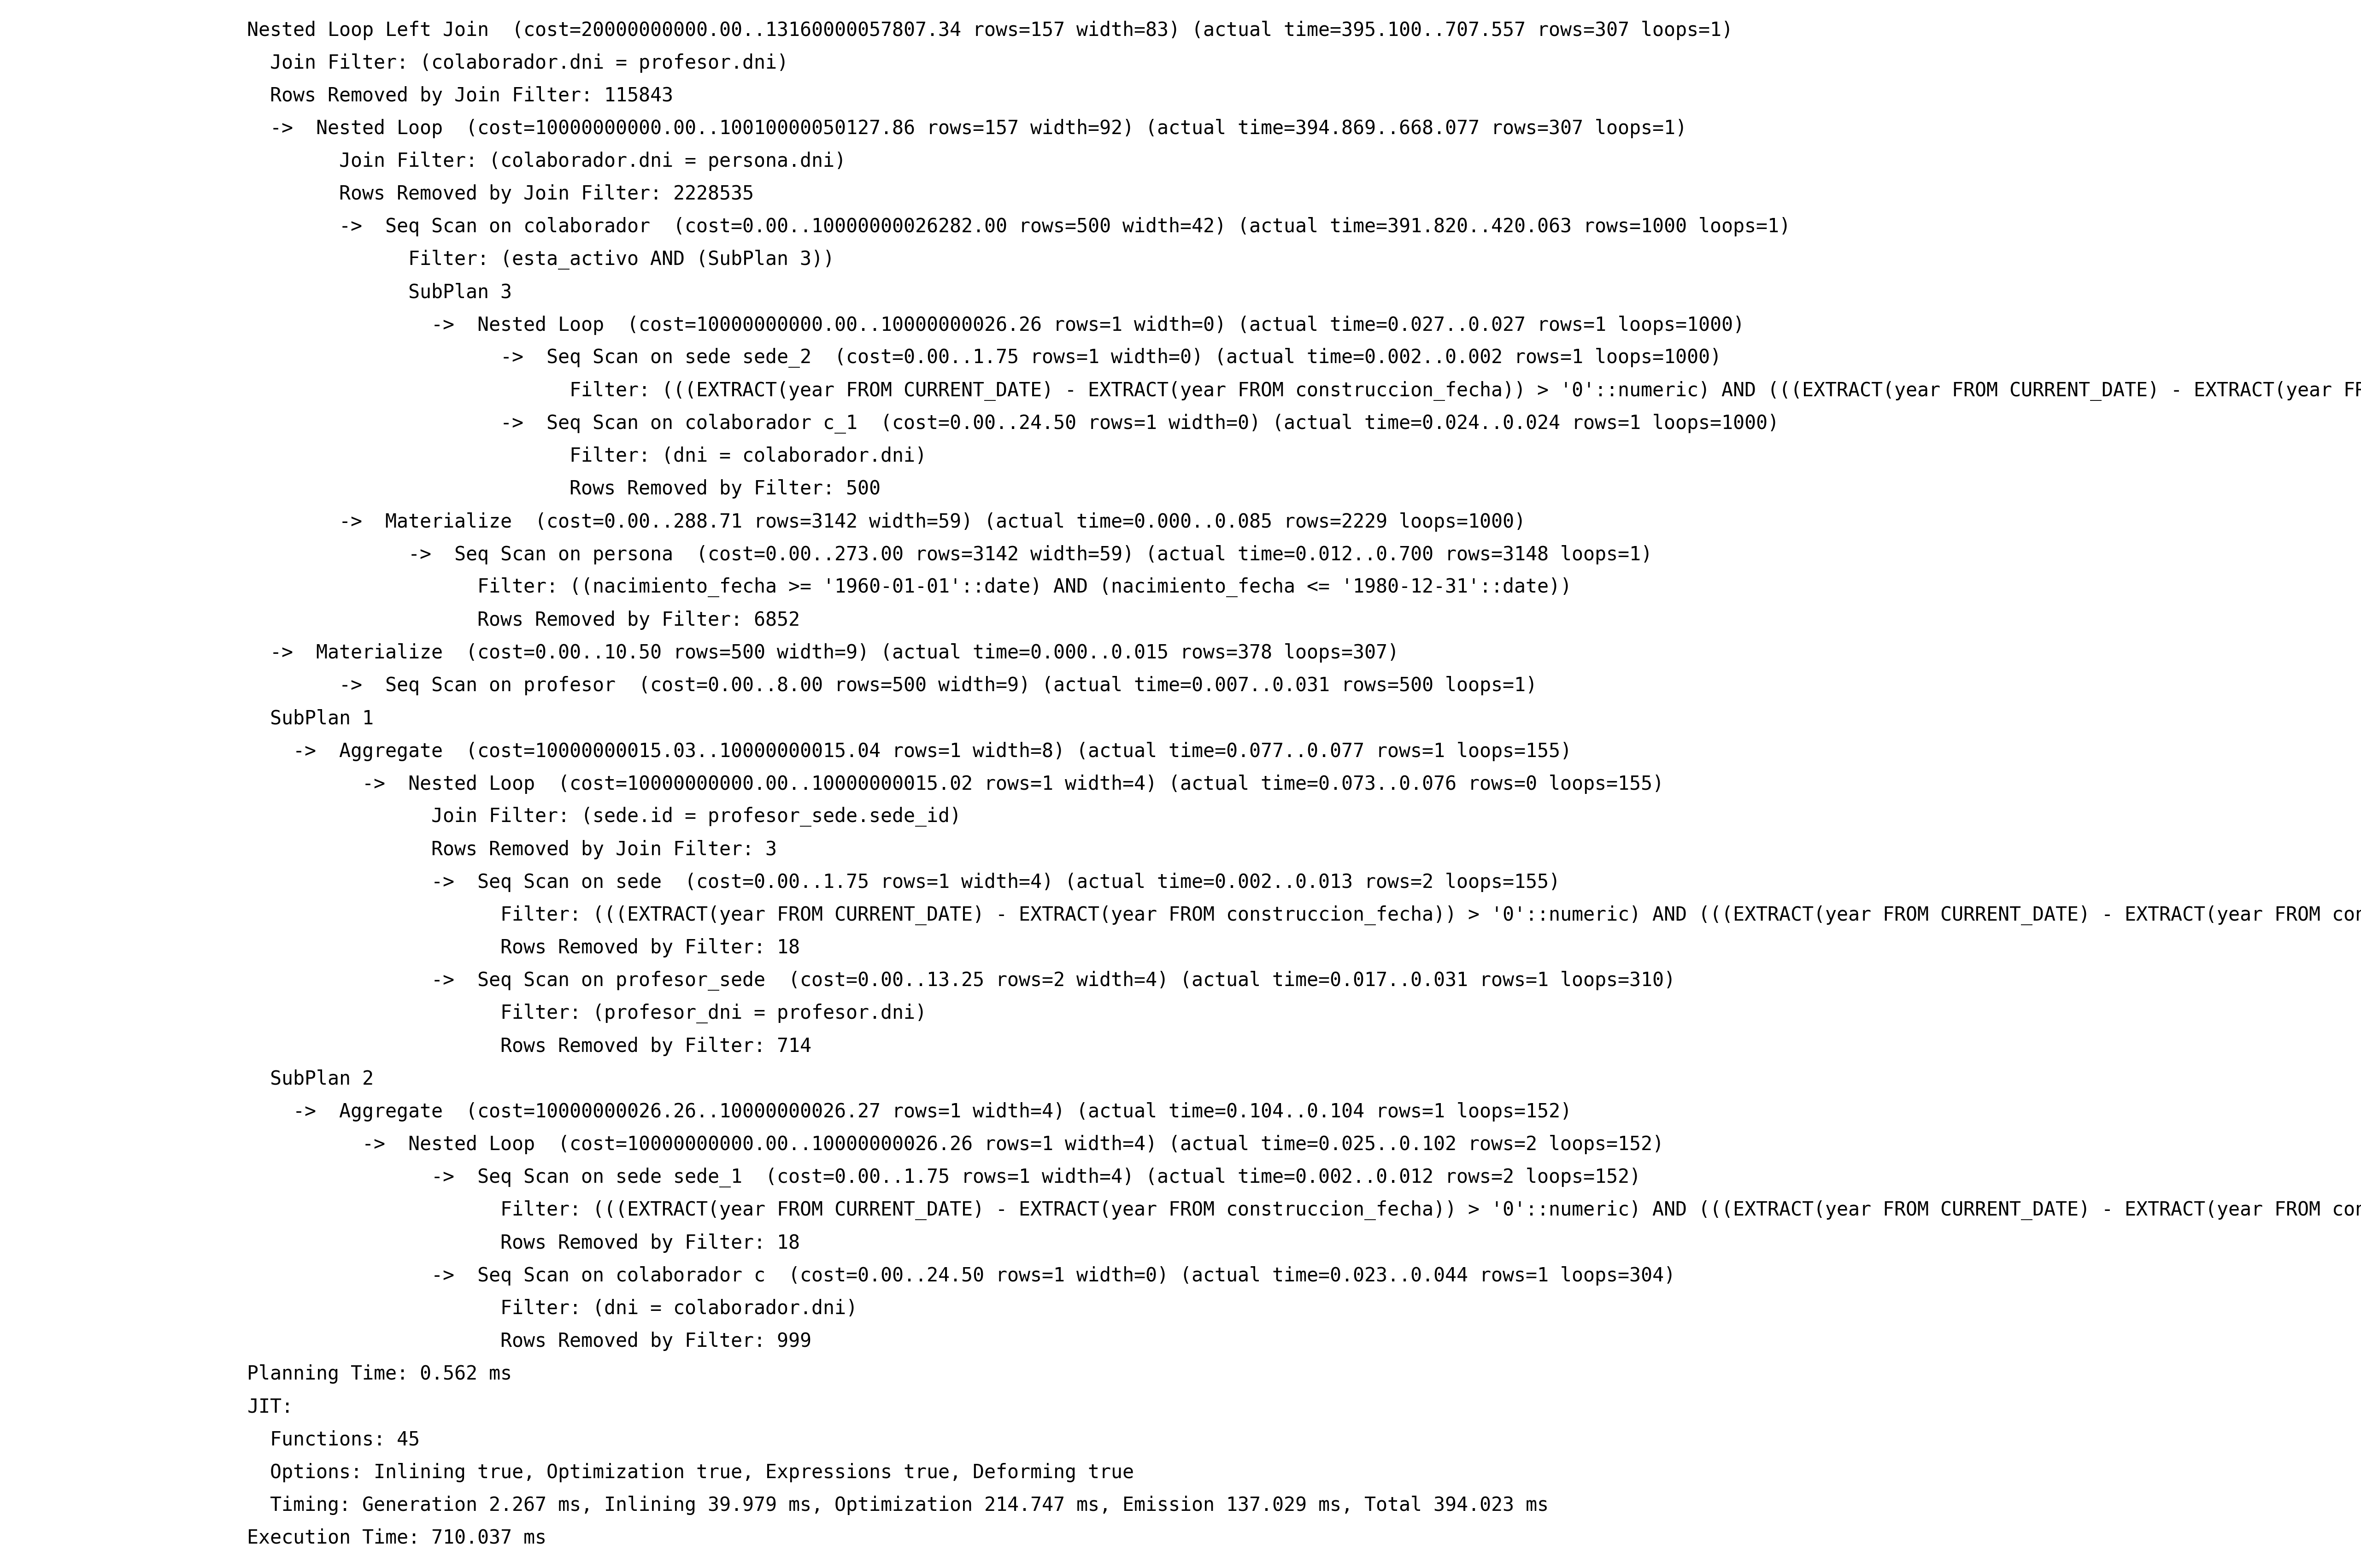 Nested Loop Left Join  (cost=20000000000.00..13160000057807.34 rows=157 width=83) (actual time=395.100..707.557 rows=307 loops=1)
  Join Filter: (colaborador.dni = profesor.dni)
  Rows Removed by Join Filter: 115843
  ->  Nested Loop  (cost=10000000000.00..10010000050127.86 rows=157 width=92) (actual time=394.869..668.077 rows=307 loops=1)
        Join Filter: (colaborador.dni = persona.dni)
        Rows Removed by Join Filter: 2228535
        ->  Seq Scan on colaborador  (cost=0.00..10000000026282.00 rows=500 width=42) (actual time=391.820..420.063 rows=1000 loops=1)
              Filter: (esta_activo AND (SubPlan 3))
              SubPlan 3
                ->  Nested Loop  (cost=10000000000.00..10000000026.26 rows=1 width=0) (actual time=0.027..0.027 rows=1 loops=1000)
                      ->  Seq Scan on sede sede_2  (cost=0.00..1.75 rows=1 width=0) (actual time=0.002..0.002 rows=1 loops=1000)
                            Filter: (((EXTRACT(year FROM CURRENT_DATE) - EXTRACT(year FROM construccion_fecha)) > '0'::numeric) AND (((EXTRACT(year FROM CURRENT_DATE) - EXTRACT(year FR
                      ->  Seq Scan on colaborador c_1  (cost=0.00..24.50 rows=1 width=0) (actual time=0.024..0.024 rows=1 loops=1000)
                            Filter: (dni = colaborador.dni)
                            Rows Removed by Filter: 500
        ->  Materialize  (cost=0.00..288.71 rows=3142 width=59) (actual time=0.000..0.085 rows=2229 loops=1000)
              ->  Seq Scan on persona  (cost=0.00..273.00 rows=3142 width=59) (actual time=0.012..0.700 rows=3148 loops=1)
                    Filter: ((nacimiento_fecha >= '1960-01-01'::date) AND (nacimiento_fecha <= '1980-12-31'::date))
                    Rows Removed by Filter: 6852
  ->  Materialize  (cost=0.00..10.50 rows=500 width=9) (actual time=0.000..0.015 rows=378 loops=307)
        ->  Seq Scan on profesor  (cost=0.00..8.00 rows=500 width=9) (actual time=0.007..0.031 rows=500 loops=1)
  SubPlan 1
    ->  Aggregate  (cost=10000000015.03..10000000015.04 rows=1 width=8) (actual time=0.077..0.077 rows=1 loops=155)
          ->  Nested Loop  (cost=10000000000.00..10000000015.02 rows=1 width=4) (actual time=0.073..0.076 rows=0 loops=155)
                Join Filter: (sede.id = profesor_sede.sede_id)
                Rows Removed by Join Filter: 3
                ->  Seq Scan on sede  (cost=0.00..1.75 rows=1 width=4) (actual time=0.002..0.013 rows=2 loops=155)
                      Filter: (((EXTRACT(year FROM CURRENT_DATE) - EXTRACT(year FROM construccion_fecha)) > '0'::numeric) AND (((EXTRACT(year FROM CURRENT_DATE) - EXTRACT(year FROM con
                      Rows Removed by Filter: 18
                ->  Seq Scan on profesor_sede  (cost=0.00..13.25 rows=2 width=4) (actual time=0.017..0.031 rows=1 loops=310)
                      Filter: (profesor_dni = profesor.dni)
                      Rows Removed by Filter: 714
  SubPlan 2
    ->  Aggregate  (cost=10000000026.26..10000000026.27 rows=1 width=4) (actual time=0.104..0.104 rows=1 loops=152)
          ->  Nested Loop  (cost=10000000000.00..10000000026.26 rows=1 width=4) (actual time=0.025..0.102 rows=2 loops=152)
                ->  Seq Scan on sede sede_1  (cost=0.00..1.75 rows=1 width=4) (actual time=0.002..0.012 rows=2 loops=152)
                      Filter: (((EXTRACT(year FROM CURRENT_DATE) - EXTRACT(year FROM construccion_fecha)) > '0'::numeric) AND (((EXTRACT(year FROM CURRENT_DATE) - EXTRACT(year FROM con
                      Rows Removed by Filter: 18
                ->  Seq Scan on colaborador c  (cost=0.00..24.50 rows=1 width=0) (actual time=0.023..0.044 rows=1 loops=304)
                      Filter: (dni = colaborador.dni)
                      Rows Removed by Filter: 999
Planning Time: 0.562 ms
JIT:
  Functions: 45
  Options: Inlining true, Optimization true, Expressions true, Deforming true
  Timing: Generation 2.267 ms, Inlining 39.979 ms, Optimization 214.747 ms, Emission 137.029 ms, Total 394.023 ms
Execution Time: 710.037 ms